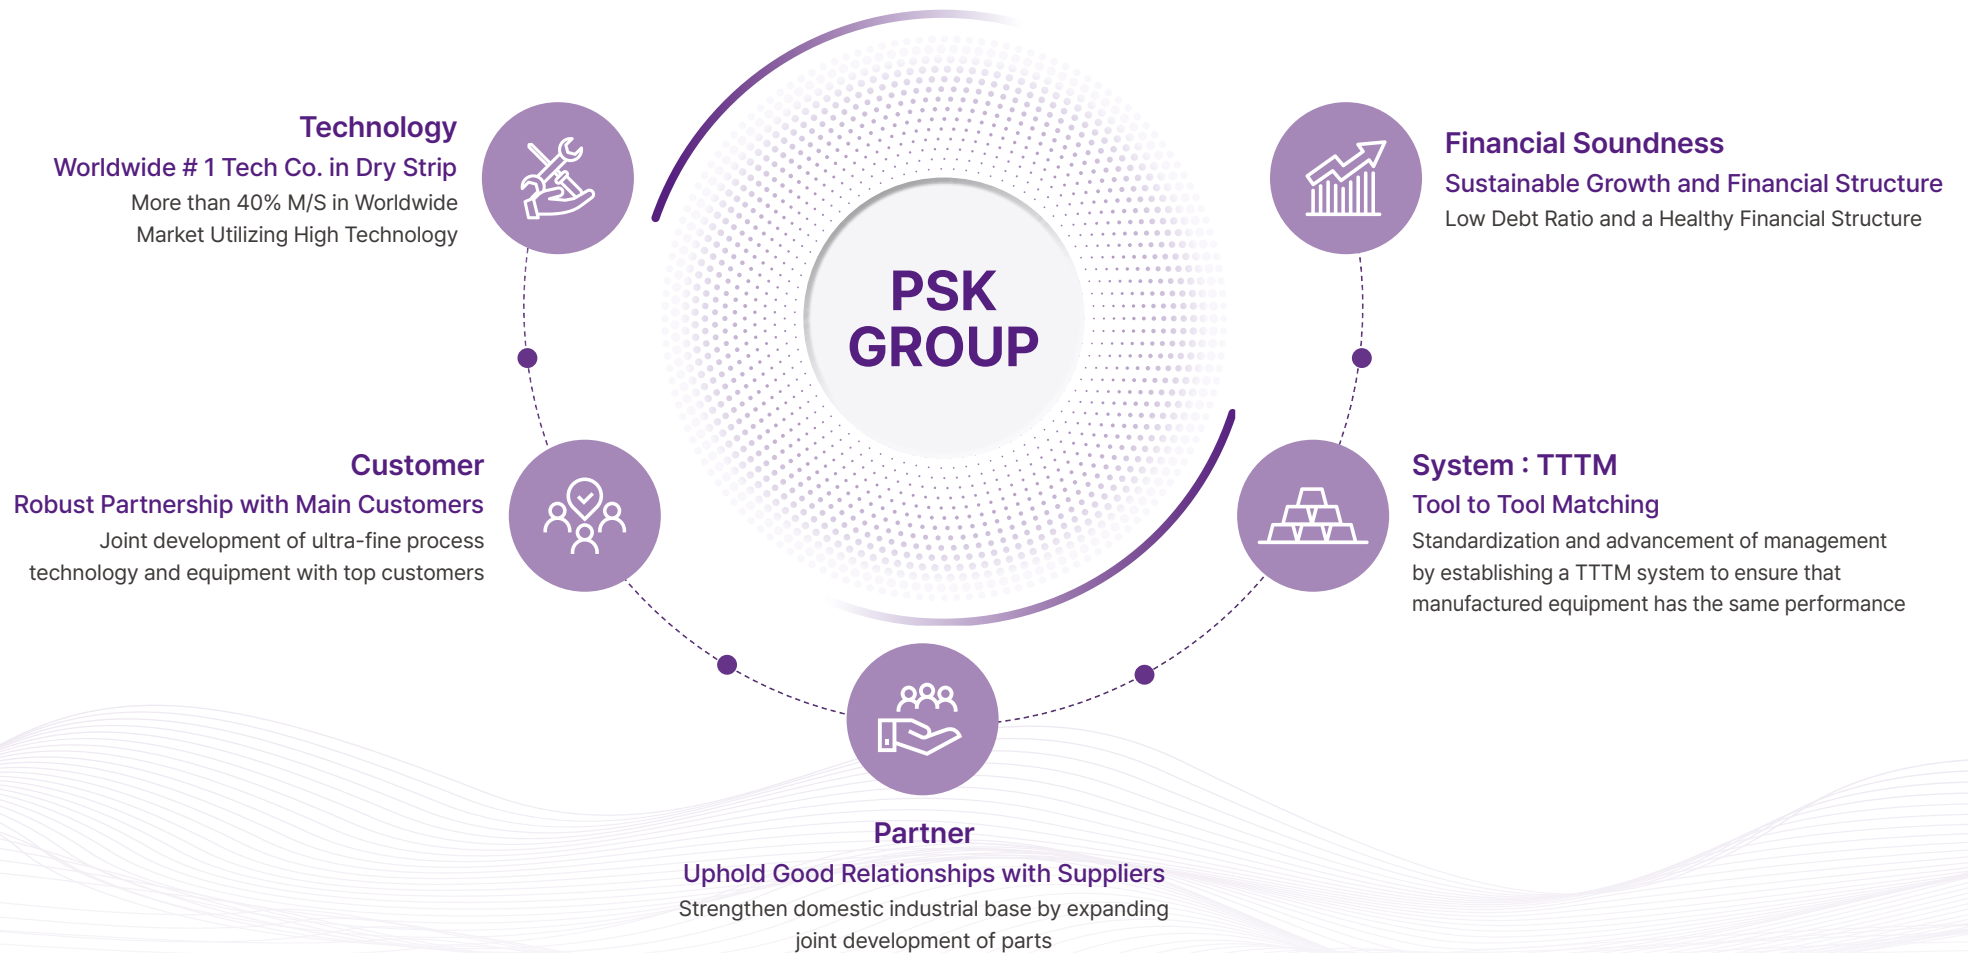 PSK
GROUP
Technology
Worldwide # 1 Tech Co. in Dry Strip
More than 40% M/S in Worldwide
Market Utilizing High Technology
Customer
Robust Partnership with Main Customers
Joint development of ultra-fine process
technology and equipment with top customers
Partner
Uphold Good Relationships with Suppliers
Strengthen domestic industrial base by expanding
joint development of parts
System : TTTM
Tool to Tool Matching
Standardization and advancement of management
by establishing a TTTM system to ensure that
manufactured equipment has the same performance
Financial Soundness
Sustainable Growth and Financial Structure
Low Debt Ratio and a Healthy Financial Structure